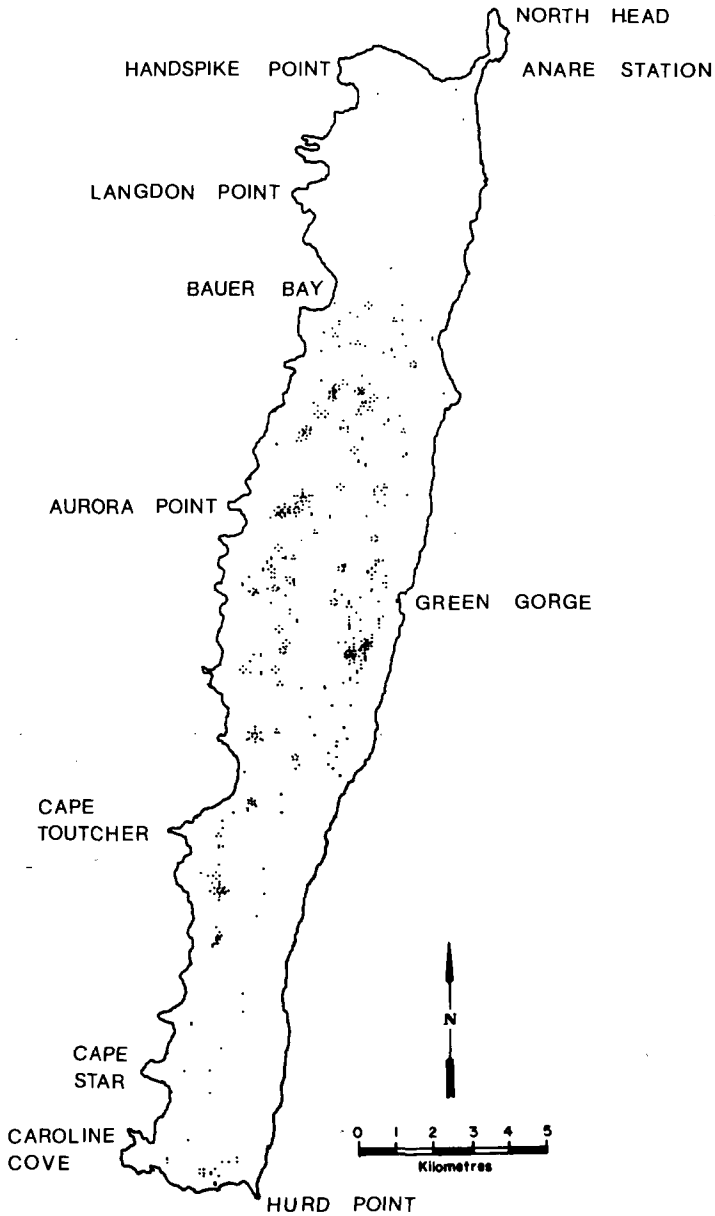 NORTH HEAD
HANDSPIKE POINT
ANARE STATION
LANGDON POINT
BAUER BAY
AURORA POINT
GREEN GORGE
CAPE
TOUTCHER
N
CAPE
STAR
CAROLINE
COVE
0 1 2 3 4 5
Kilometres
HURD POINT